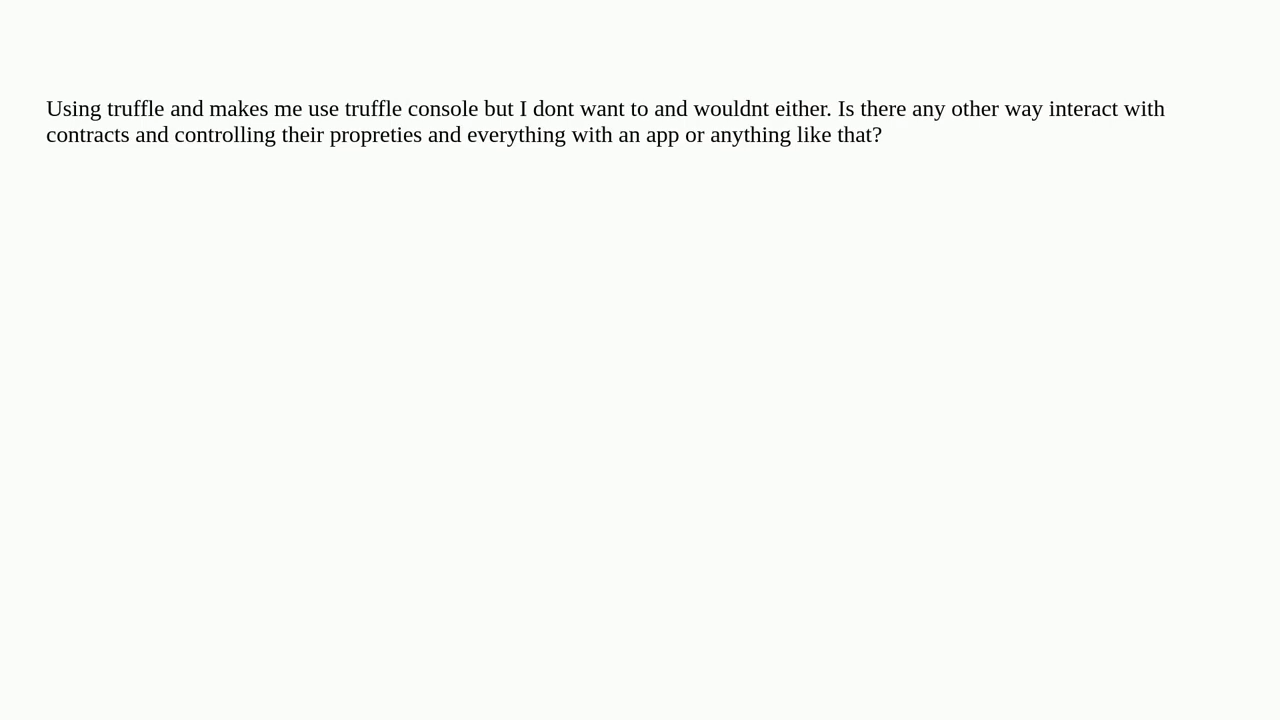 Using truffle and makes me use truffle console but I dont want to and wouldnt either. Is there any other way interact with
contracts and controlling their propreties and everything with an app or anything like that?